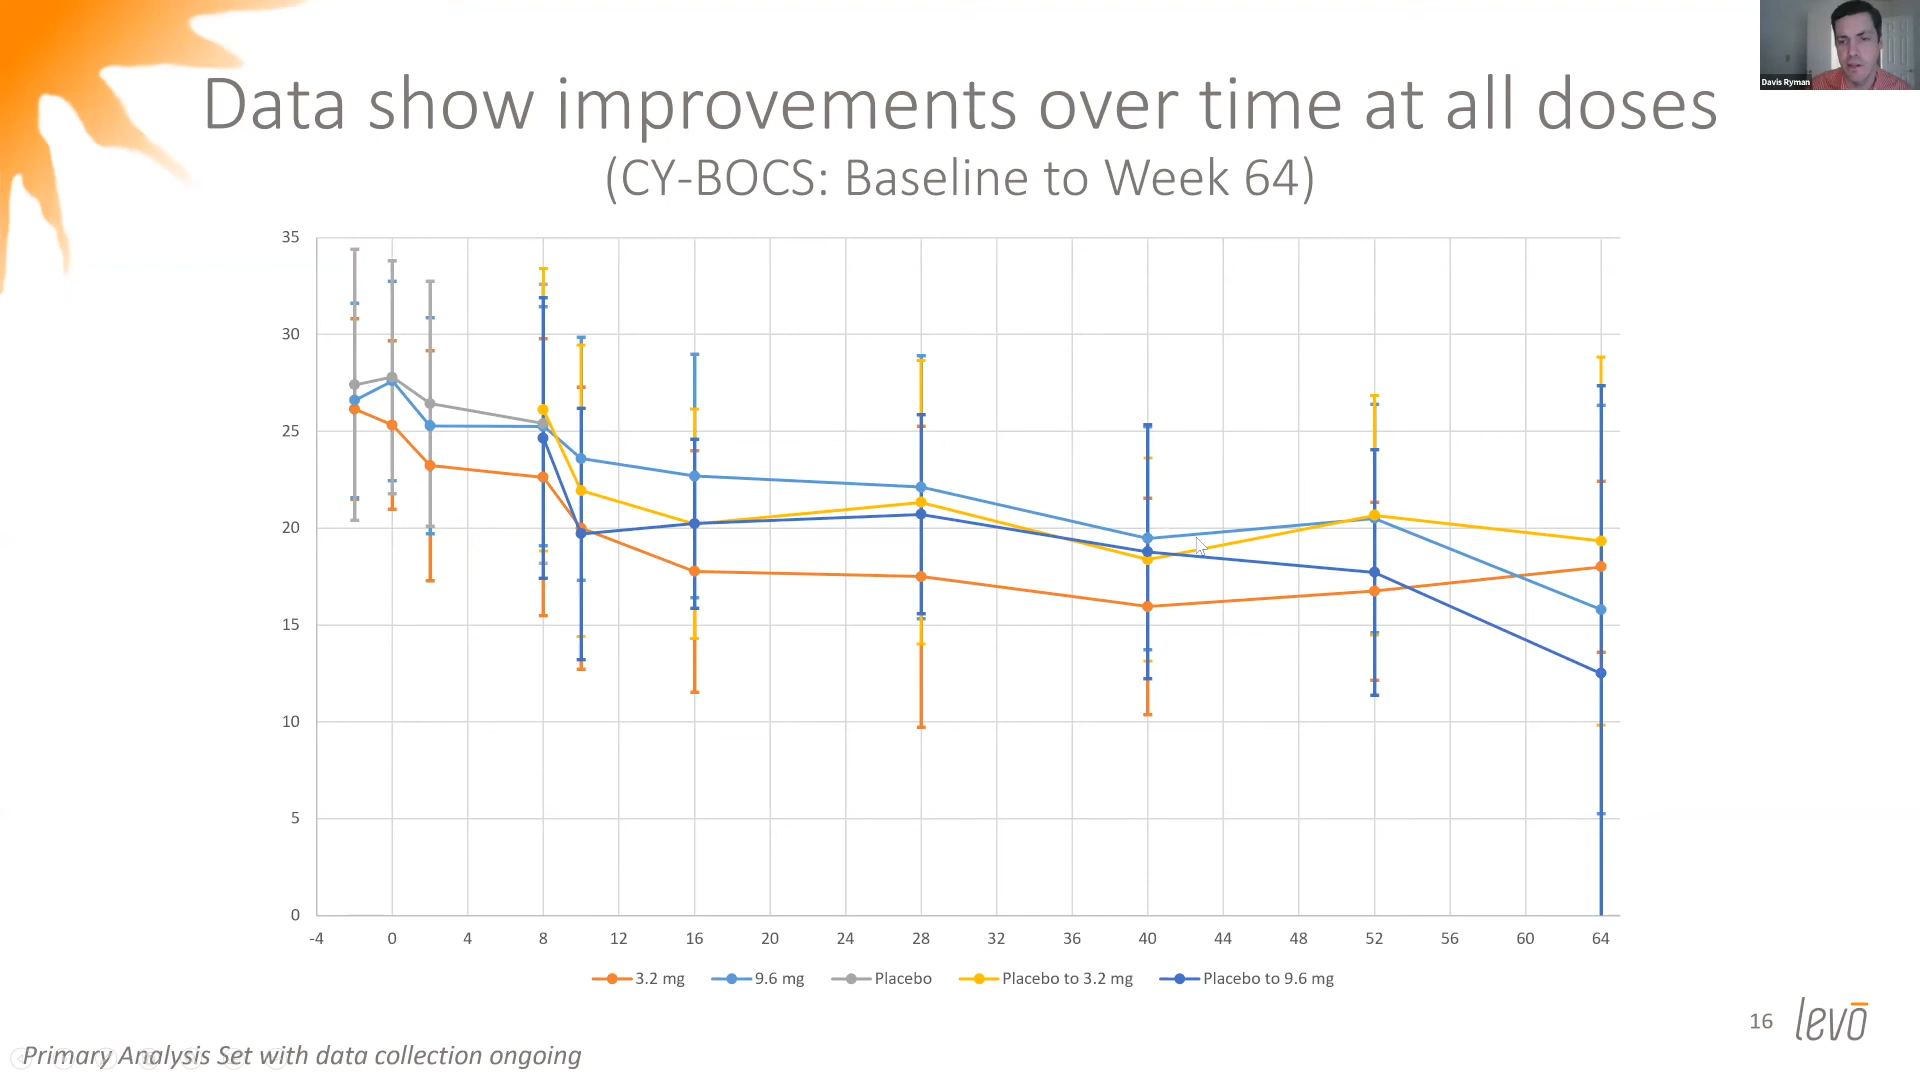 Davis Ryman
Data show improvements over time at all doses
(CY-BOCS: Baseline to Week 64)
35
30
25
20
15
10
5
0
-4 0 4 8 12 16 20 24 28 32 36 40 44 48 52 56 60 64
3.2 mg 9.6 mg Placebo Placebo to 3.2 mg Placebo to 9.6 mg
16 levō
Primary Analysis Set with data collection ongoing